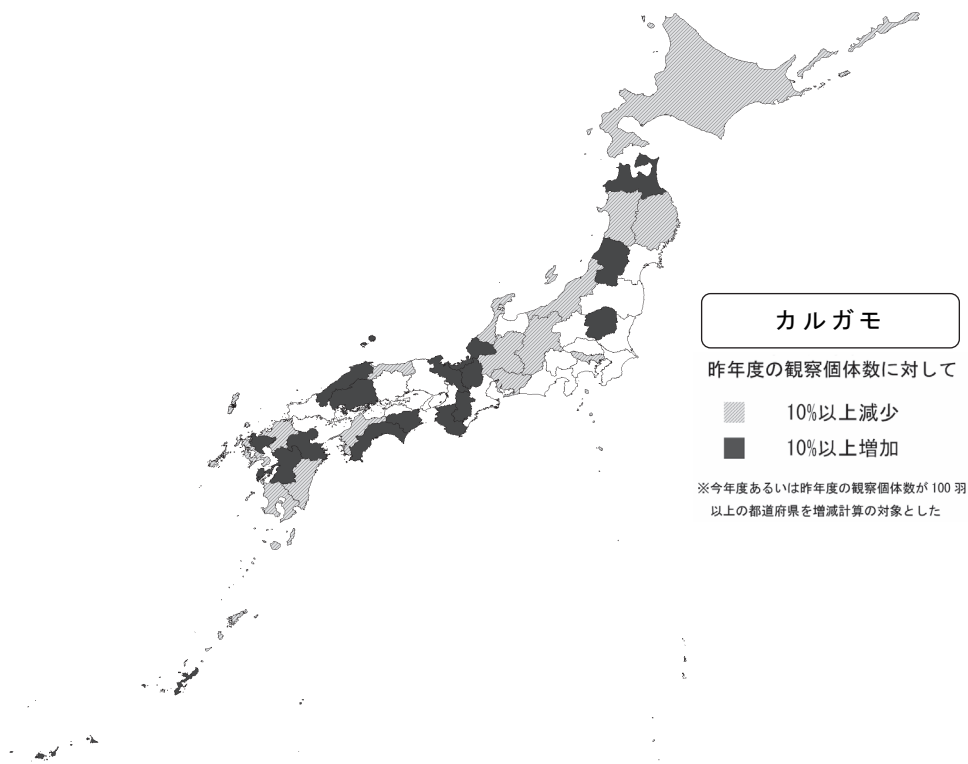 カルガモ
昨年度の観察個体数に対して
10%以上減少
10%以上増加
※今年度あるいは昨年度の観察個体数が100羽
以上の都道府県を増減計算の対象とした